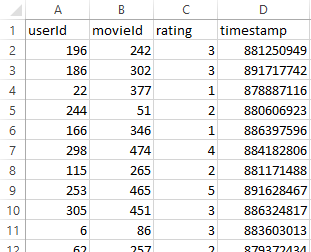 A B C D
1 userId movieId rating timestamp
2 196 242 3 881250949
3 186 302 3 891717742
4 22 377 1 878887116
5 244 51 2 880606923
6 166 346 1 886397596
7 298 474 4 884182806
8 115 265 2 881171488
9 253 465 5 891628467
10 305 451 3 886324817
11 6 86 3 883603013
12 62 257 2 879372434